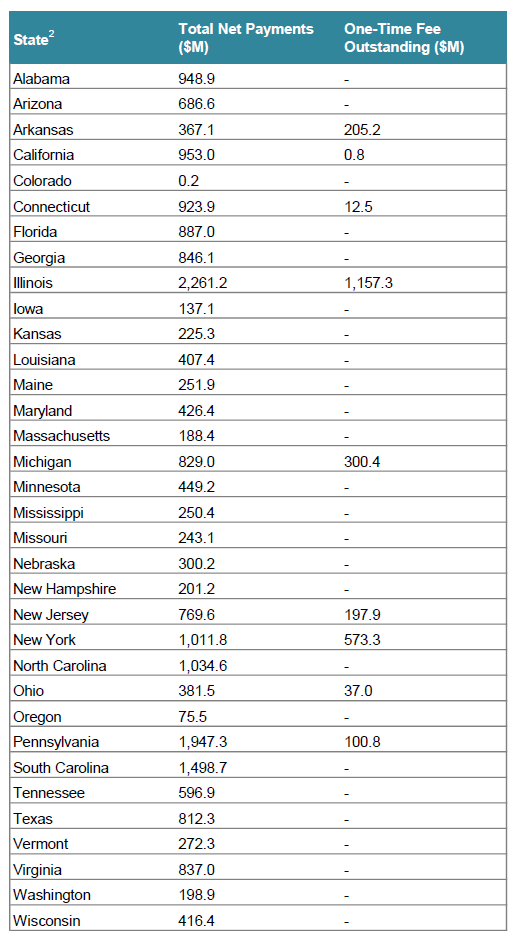 State2 Total Net Payments ($M) One-Time Fee Outstanding ($M)
Alabama 948.9 -
Arizona 686.6 -
Arkansas 367.1 205.2
California 953.0 0.8
Colorado 0.2 -
Connecticut 923.9 12.5
Florida 887.0 -
Georgia 846.1 -
Illinois 2,261.2 1,157.3
Iowa 137.1 -
Kansas 225.3 -
Louisiana 407.4 -
Maine 251.9 -
Maryland 426.4 -
Massachusetts 188.4 -
Michigan 829.0 300.4
Minnesota 449.2 -
Mississippi 250.4 -
Missouri 243.1 -
Nebraska 300.2 -
New Hampshire 201.2 -
New Jersey 769.6 197.9
New York 1,011.8 573.3
North Carolina 1,034.6 -
Ohio 381.5 37.0
Oregon 75.5 -
Pennsylvania 1,947.3 100.8
South Carolina 1,498.7 -
Tennessee 596.9 -
Texas 812.3 -
Vermont 272.3 -
Virginia 837.0 -
Washington 198.9 -
Wisconsin 416.4 -